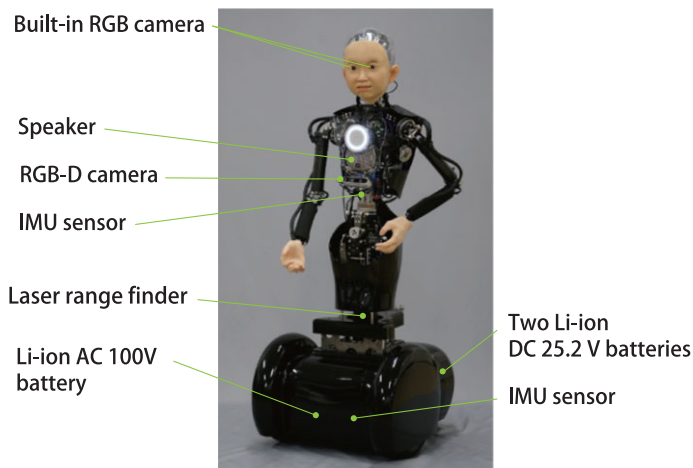 Built-in RGB camera
Speaker
RGB-D camera
IMU sensor
Laser range finder
Li-ion AC 100V
battery
Two Li-ion
DC 25.2 V batteries
IMU sensor